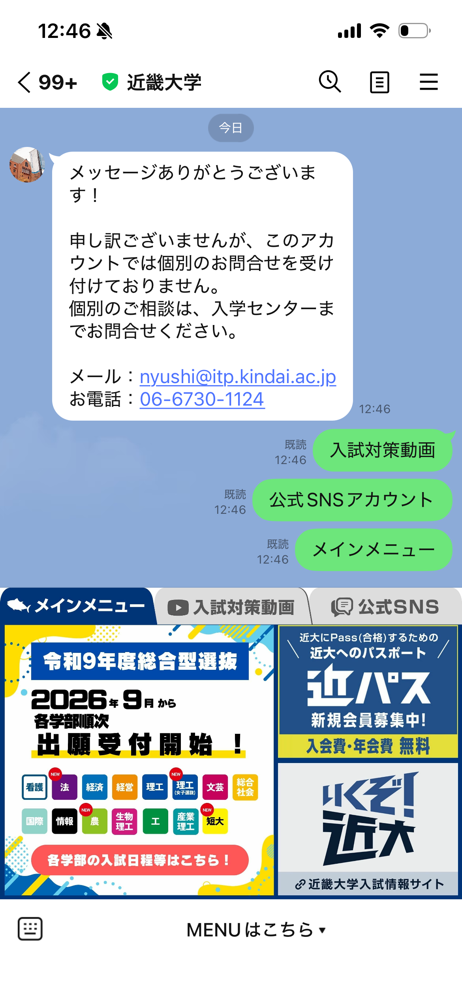 12:46
99+ 近畿大学
今日
メッセージありがとうございま
す！
申し訳ございませんが、このアカ
ウントでは個別のお問合せを受け
付けておりません。
個別のご相談は、入学センターま
でお問合せください。
メール：nyushi@itp.kindai.ac.jp
お電話：06-6730-1124
12:46
既読
12:46
入試対策動画
既読
12:46
公式SNSアカウント
既読
12:46
メインメニュー
メインメニュー 入試対策動画 公式SNS
令和9年度総合型選抜
2026年9月から
各学部順次
出願受付開始！
NEW NEW
看護 法 経済 経営 理工 理工(女子選抜) 文芸 総合社会
NEW NEW
国際 情報 農 生物理工 工 産業理工 短大
各学部の入試日程等はこちら！
近大にPass(合格)するための
近大へのパスポート
近パス
新規会員募集中!
入会費・年会費 無料
いくぞ!
近大
近畿大学入試情報サイト
MENUはこちら▼